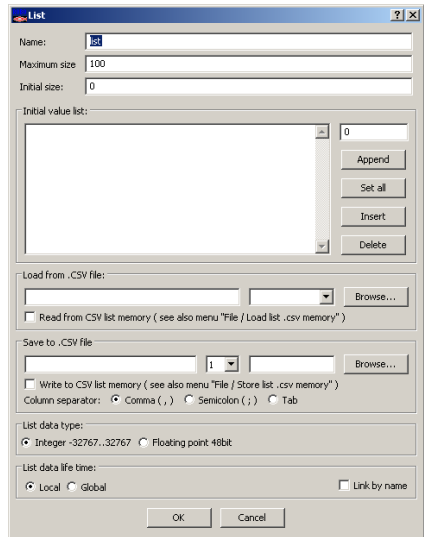 List
Name: list
Maximum size 100
Initial size: 0
Initial value list:
0
Append
Set all
Insert
Delete
Load from .CSV file:
Browse...
Read from CSV list memory ( see also menu "File / Load list .csv memory" )
Save to .CSV file
1 Browse...
Write to CSV list memory ( see also menu "File / Store list .csv memory" )
Column separator: Comma ( , ) Semicolon ( ; ) Tab
List data type:
Integer -32767..32767 Floating point 48bit
List data life time:
Local Global Link by name
OK Cancel